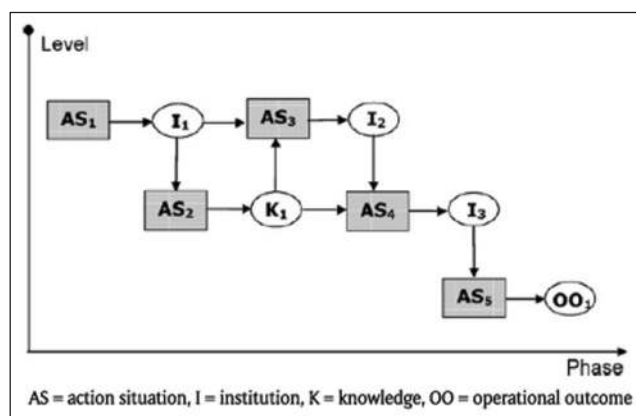 Level
AS₁ I₁ AS₃ I₂
AS₂ K₁ AS₄ I₃
AS₅ OO₁
Phase
AS = action situation, I = institution, K = knowledge, OO = operational outcome